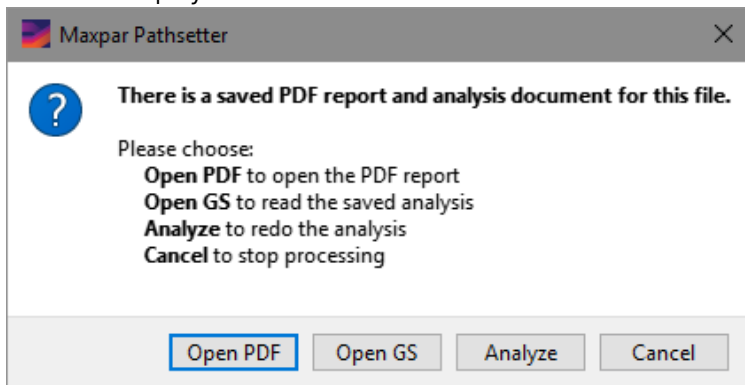 Maxpar Pathsetter
There is a saved PDF report and analysis document for this file.
Please choose:
Open PDF to open the PDF report
Open GS to read the saved analysis
Analyze to redo the analysis
Cancel to stop processing
Open PDF Open GS Analyze Cancel